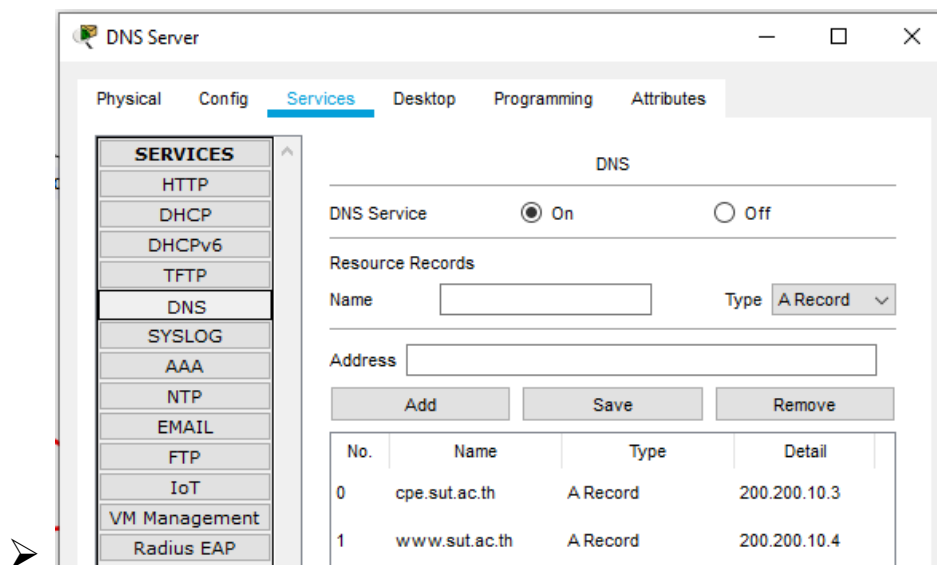 DNS Server
Physical Config Services Desktop Programming Attributes
SERVICES
HTTP
DHCP
DHCPv6
TFTP
DNS
SYSLOG
AAA
NTP
EMAIL
FTP
IoT
VM Management
Radius EAP
DNS
DNS Service On Off
Resource Records
Name Type A Record
Address
Add Save Remove
No. Name Type Detail
0 cpe.sut.ac.th A Record 200.200.10.3
1 www.sut.ac.th A Record 200.200.10.4